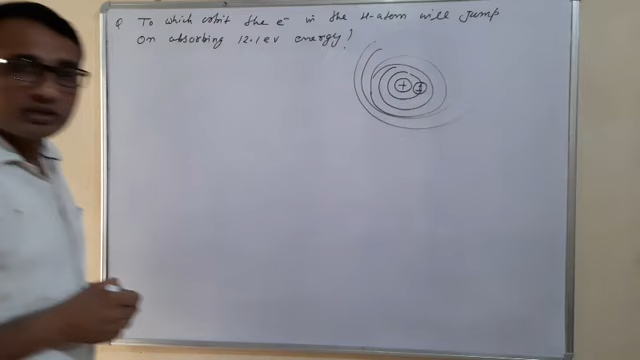 Q To which orbit the e⁻ in the H-atom will Jump
on absorbing 12.1 eV energy?
+